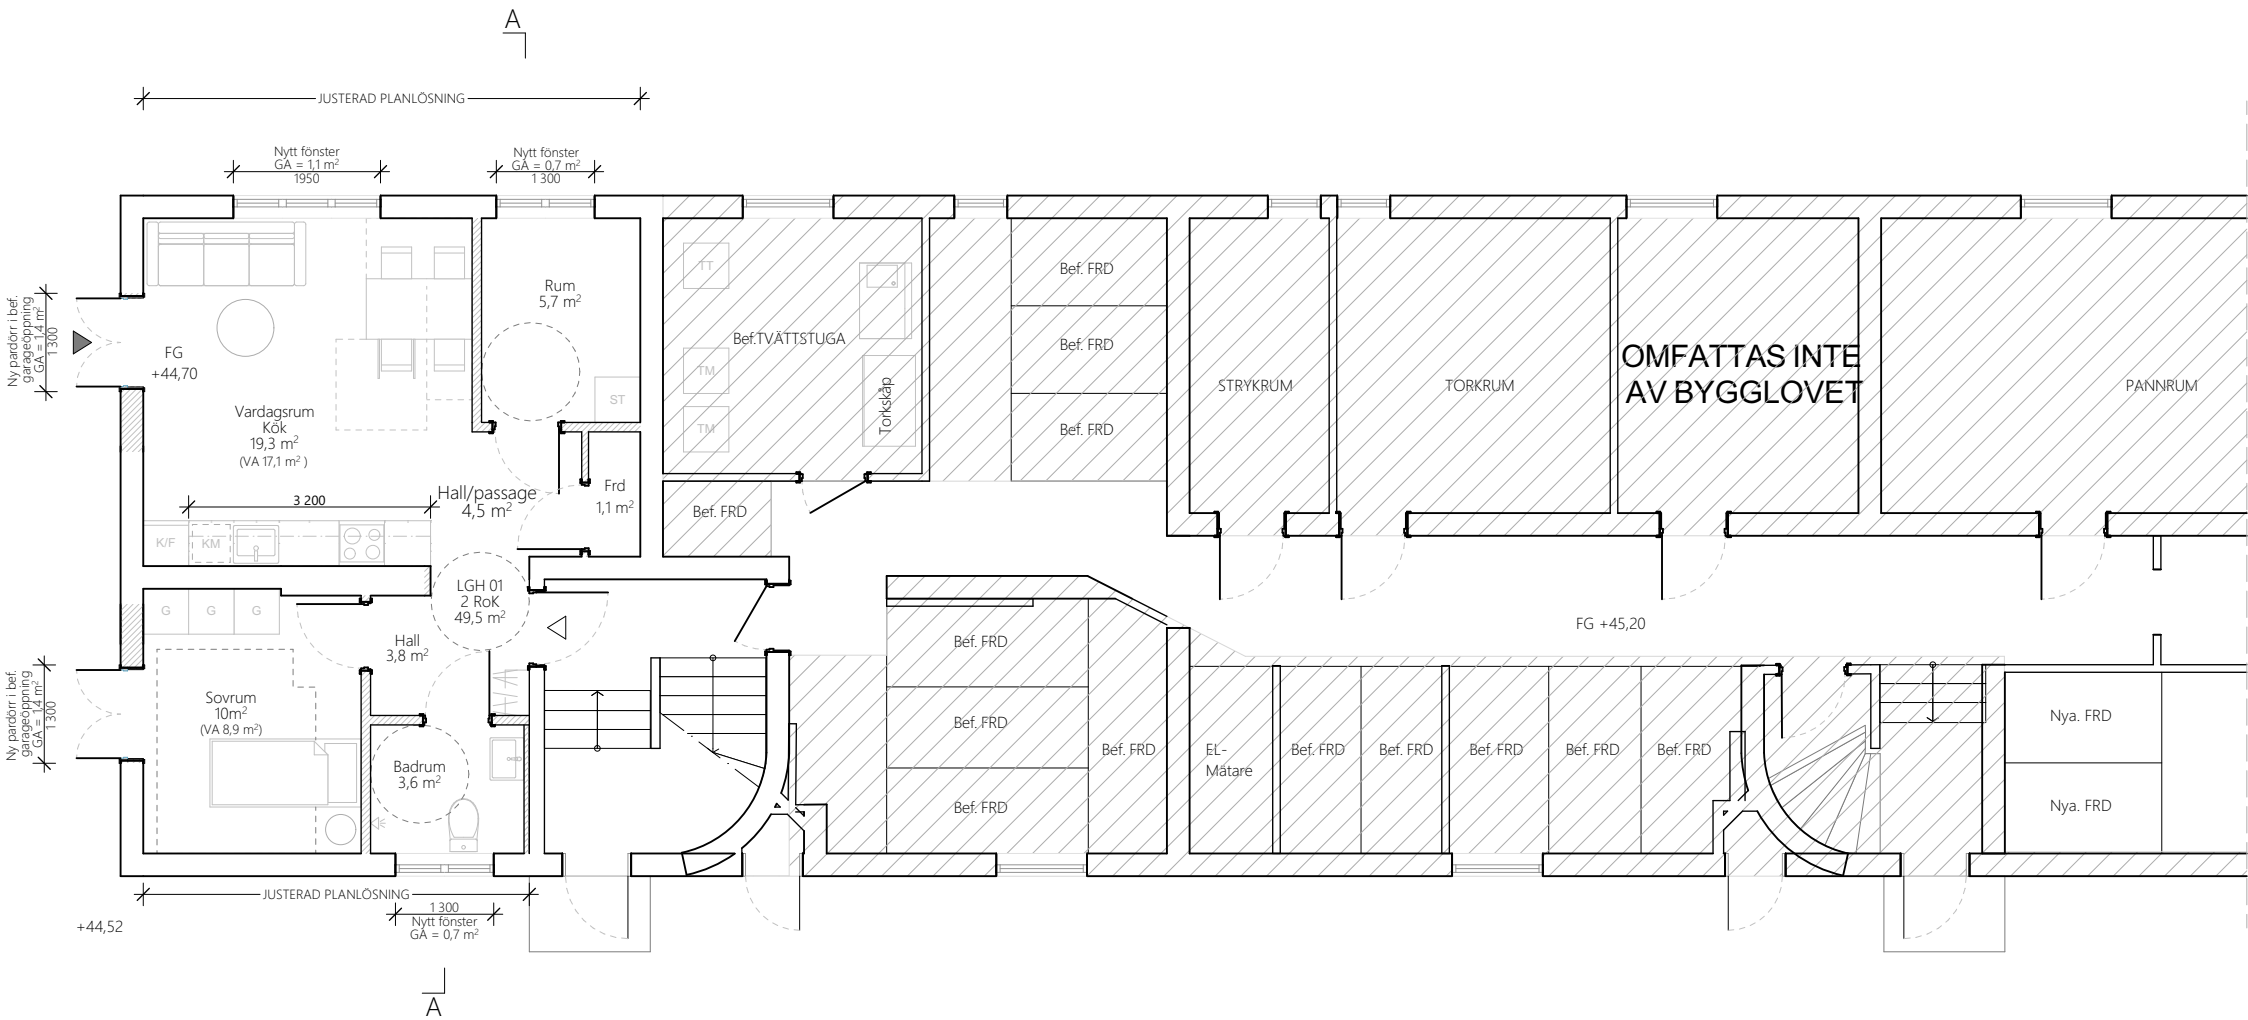 A
JUSTERAD PLANLÖSNING
Nytt fönster
GA = 1,1 m²
1950
Nytt fönster
GA = 0,7 m²
1 300
Ny pardörr i bef.
garageöppning
GA = 1,4 m²
1 300
FG
+44,70
Vardagsrum
Kök
19,3 m²
(VA 17,1 m² )
Rum
5,7 m²
ST
Hall/passage
4,5 m²
Frd
1,1 m²
3 200
K/F
KM
LGH 01
2 RoK
49,5 m²
G
G
G
Hall
3,8 m²
Ny pardörr i bef.
garageöppning
GA = 1,4 m²
1 300
Sovrum
10m²
(VA 8,9 m²)
Badrum
3,6 m²
TT
TM
TM
Bef.TVÄTTSTUGA
Torkskåp
Bef. FRD
Bef. FRD
Bef. FRD
Bef. FRD
STRYKRUM
TORKRUM
OMFATTAS INTE
AV BYGGLOVET
PANNRUM
FG +45,20
Bef. FRD
Bef. FRD
Bef. FRD
Bef. FRD
EL-
Mätare
Bef. FRD
Bef. FRD
Bef. FRD
Bef. FRD
Bef. FRD
Nya. FRD
Nya. FRD
JUSTERAD PLANLÖSNING
1 300
Nytt fönster
GA = 0,7 m²
+44,52
A